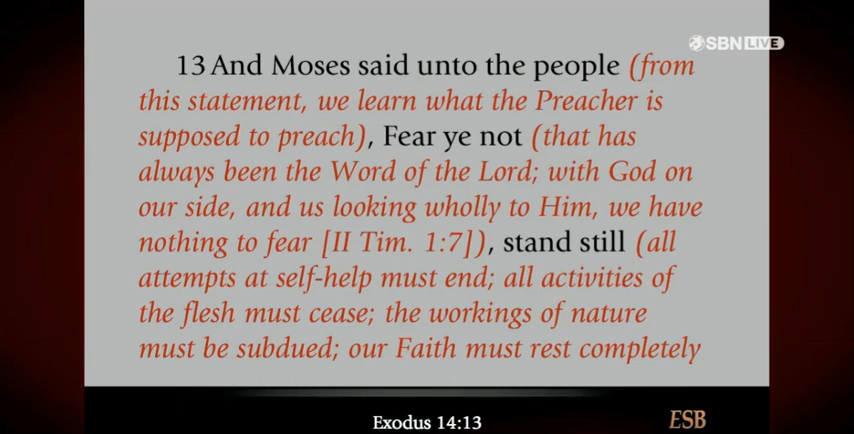 SBN LIVE
13 And Moses said unto the people (from
this statement, we learn what the Preacher is
supposed to preach), Fear ye not (that has
always been the Word of the Lord; with God on
our side, and us looking wholly to Him, we have
nothing to fear [II Tim. 1:7]), stand still (all
attempts at self-help must end; all activities of
the flesh must cease; the workings of nature
must be subdued; our Faith must rest completely
Exodus 14:13
ESB